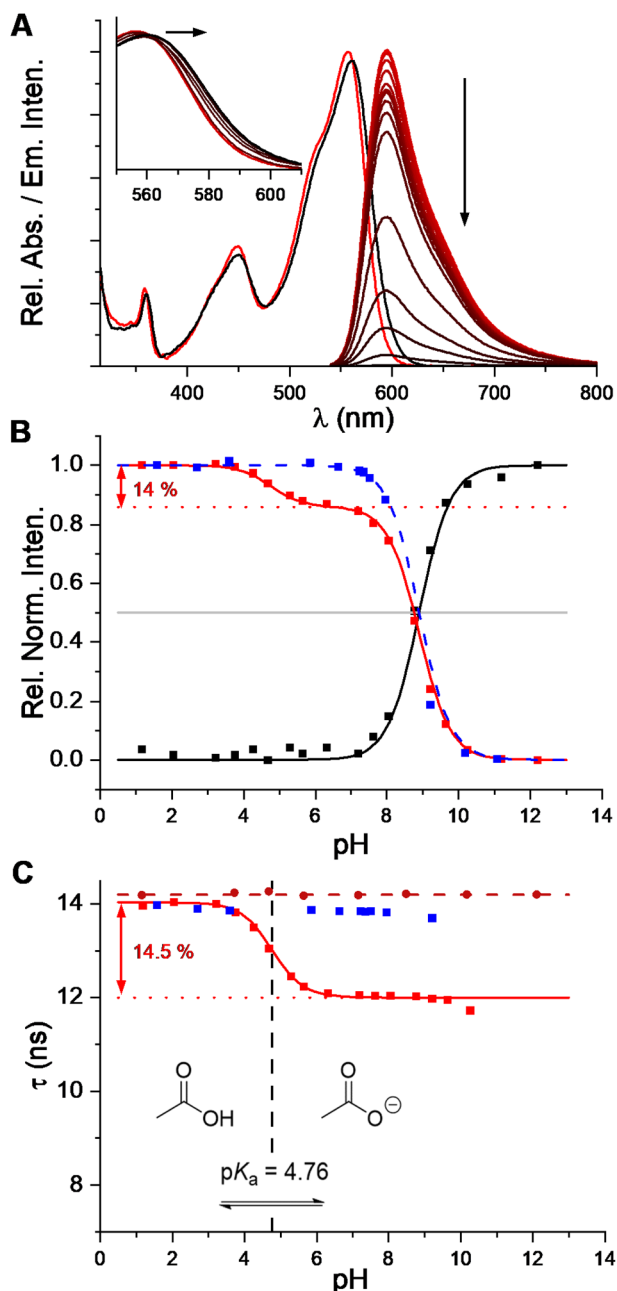 A
Rel. Abs. / Em. Inten.
560 580 600
400 500 600 700 800
λ (nm)
B
Rel. Norm. Inten.
1.0
0.8
0.6
0.4
0.2
0.0
14 %
0 2 4 6 8 10 12 14
pH
C
τ (ns)
14
12
10
8
14.5 %
O
OH
O
O⊖
pKa = 4.76
0 2 4 6 8 10 12 14
pH